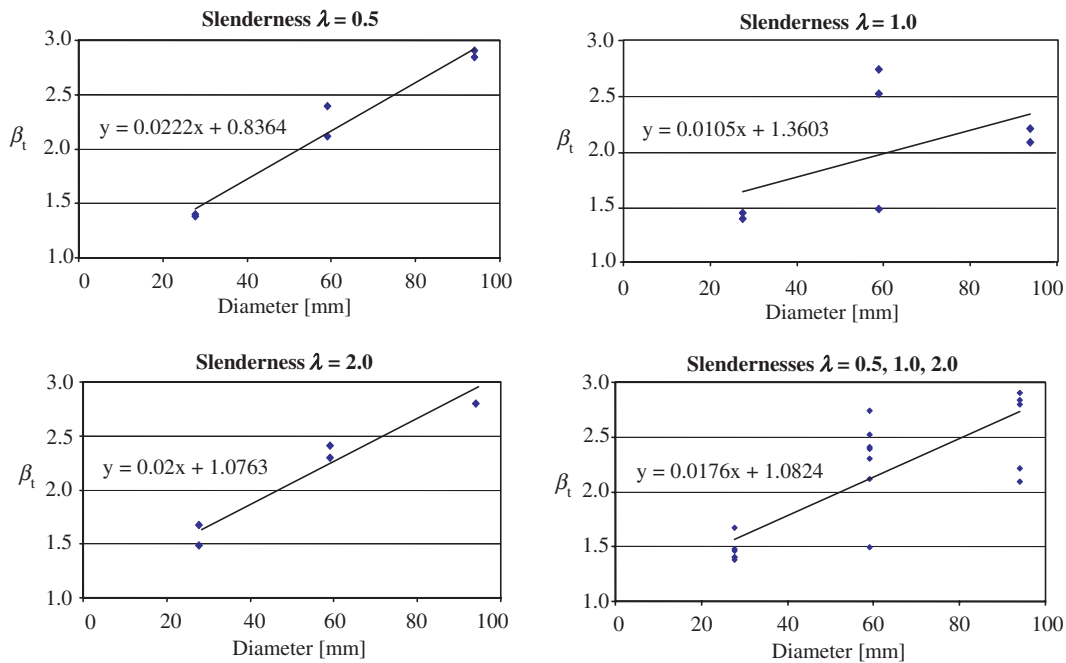 Slenderness λ = 0.5
3.0
2.5
2.0
1.5
1.0
βt
y = 0.0222x + 0.8364
0 20 40 60 80 100
Diameter [mm]
Slenderness λ = 1.0
3.0
2.5
2.0
1.5
1.0
βt
y = 0.0105x + 1.3603
0 20 40 60 80 100
Diameter [mm]
Slenderness λ = 2.0
3.0
2.5
2.0
1.5
1.0
βt
y = 0.02x + 1.0763
0 20 40 60 80 100
Diameter [mm]
Slendernesses λ = 0.5, 1.0, 2.0
3.0
2.5
2.0
1.5
1.0
βt
y = 0.0176x + 1.0824
0 20 40 60 80 100
Diameter [mm]